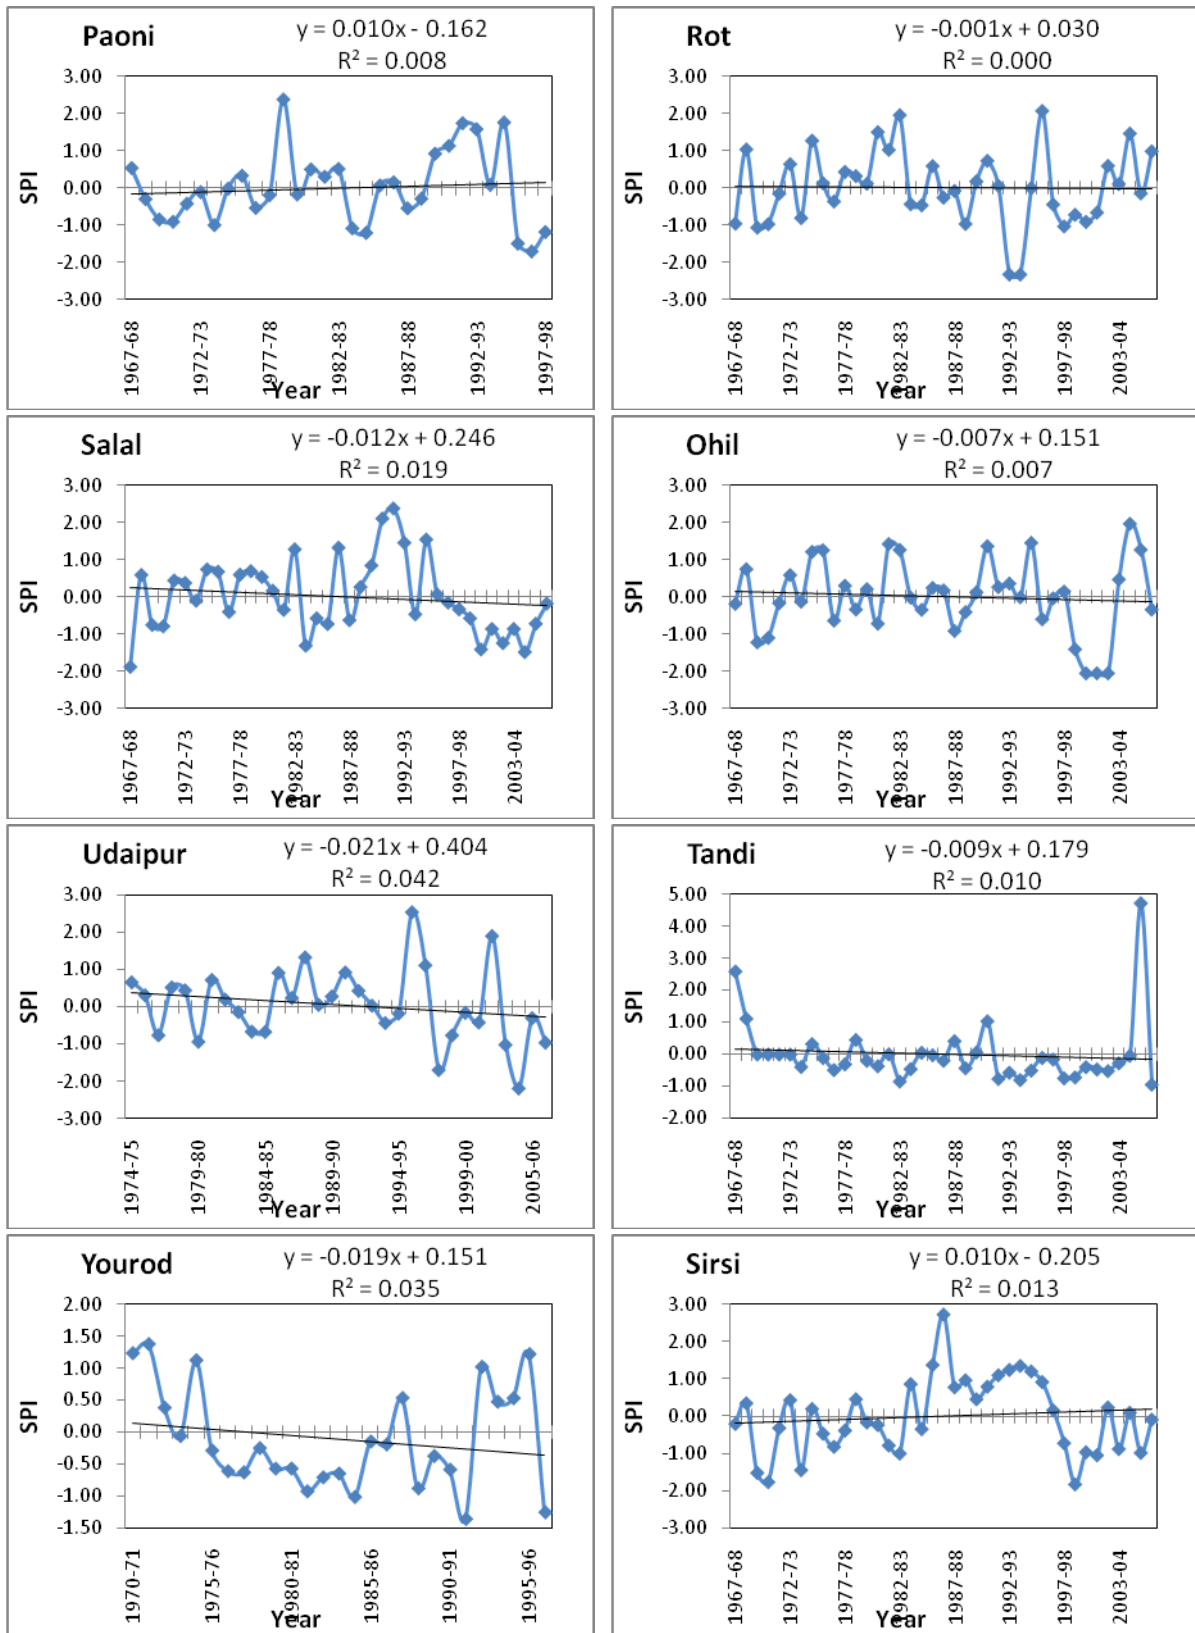 Paoni
y = 0.010x - 0.162
R² = 0.008
3.00
2.00
1.00
0.00
-1.00
-2.00
-3.00
SPI
1967-68
1972-73
1977-78
1982-83
1987-88
1992-93
1997-98
Year
Rot
y = -0.001x + 0.030
R² = 0.000
3.00
2.00
1.00
0.00
-1.00
-2.00
-3.00
SPI
1967-68
1972-73
1977-78
1982-83
1987-88
1992-93
1997-98
2003-04
Year
Salal
y = -0.012x + 0.246
R² = 0.019
3.00
2.00
1.00
0.00
-1.00
-2.00
-3.00
SPI
1967-68
1972-73
1977-78
1982-83
1987-88
1992-93
1997-98
2003-04
Year
Ohil
y = -0.007x + 0.151
R² = 0.007
3.00
2.00
1.00
0.00
-1.00
-2.00
-3.00
SPI
1967-68
1972-73
1977-78
1982-83
1987-88
1992-93
1997-98
2003-04
Year
Udaipur
y = -0.021x + 0.404
R² = 0.042
3.00
2.00
1.00
0.00
-1.00
-2.00
-3.00
SPI
1974-75
1979-80
1984-85
1989-90
1994-95
1999-00
2005-06
Year
Tandi
y = -0.009x + 0.179
R² = 0.010
5.00
4.00
3.00
2.00
1.00
0.00
-1.00
-2.00
SPI
1967-68
1972-73
1977-78
1982-83
1987-88
1992-93
1997-98
2003-04
Year
Yourod
y = -0.019x + 0.151
R² = 0.035
2.00
1.50
1.00
0.50
0.00
-0.50
-1.00
-1.50
SPI
1970-71
1975-76
1980-81
1985-86
1990-91
1995-96
Year
Sirsi
y = 0.010x - 0.205
R² = 0.013
3.00
2.00
1.00
0.00
-1.00
-2.00
-3.00
SPI
1967-68
1972-73
1977-78
1982-83
1987-88
1992-93
1997-98
2003-04
Year